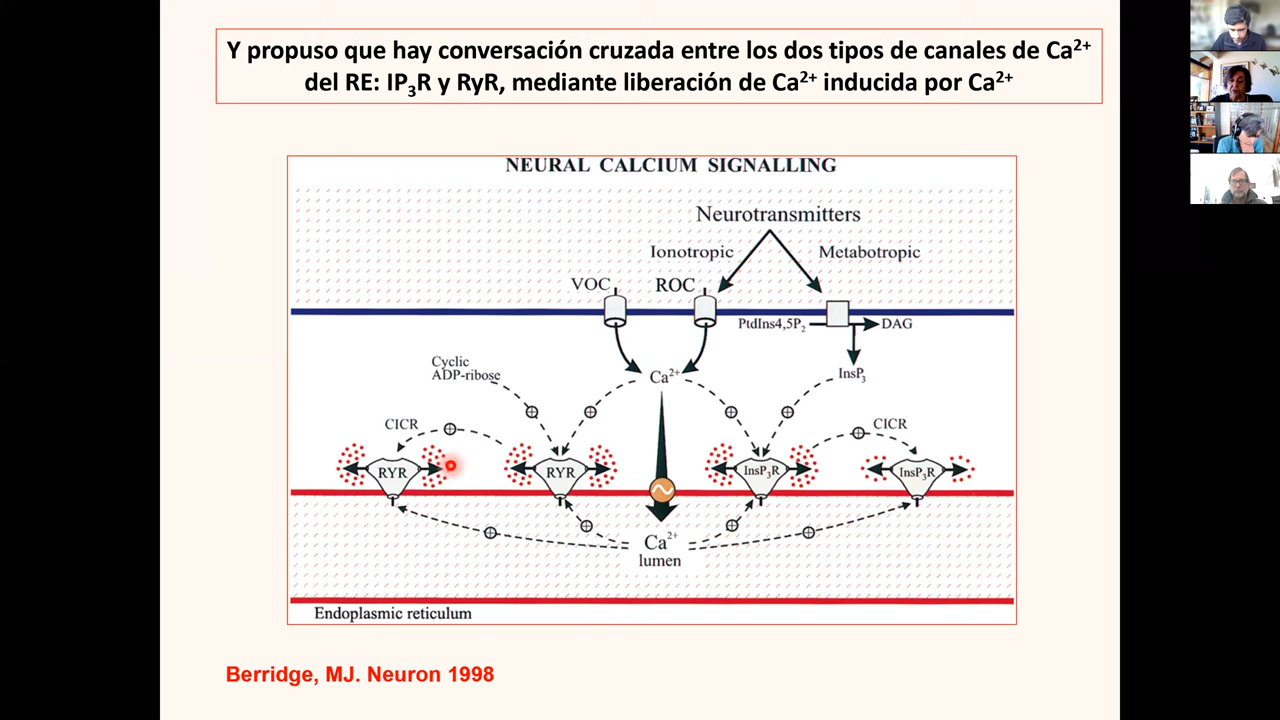 Y propuso que hay conversación cruzada entre los dos tipos de canales de Ca²⁺
del RE: IP₃R y RyR, mediante liberación de Ca²⁺ inducida por Ca²⁺
NEURAL CALCIUM SIGNALLING
Neurotransmitters
Ionotropic
Metabotropic
VOC
ROC
PtdIns4,5P₂
DAG
Cyclic
ADP-ribose
Ca²⁺
InsP₃
CICR
CICR
RYR
RYR
InsP₃R
InsP₃R
Ca²⁺
lumen
Endoplasmic reticulum
Berridge, MJ. Neuron 1998